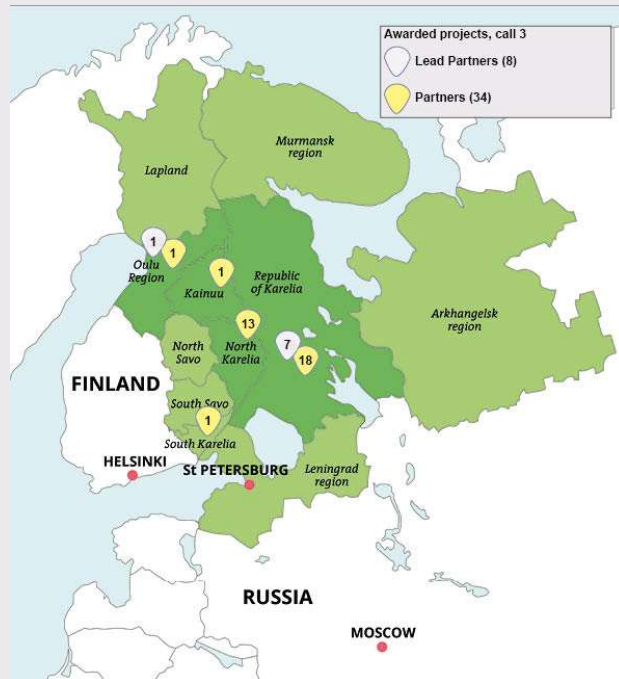 Awarded projects, call 3
Lead Partners (8)
Partners (34)
Murmansk
region
Lapland
1
1
Oulu
Region
1
Kainuu
Republic
of Karelia
Arkhangelsk
region
13
North
Savo
North
Karelia
7
18
FINLAND
South Savo
1
South Karelia
HELSINKI
St PETERSBURG
Leningrad
region
RUSSIA
MOSCOW